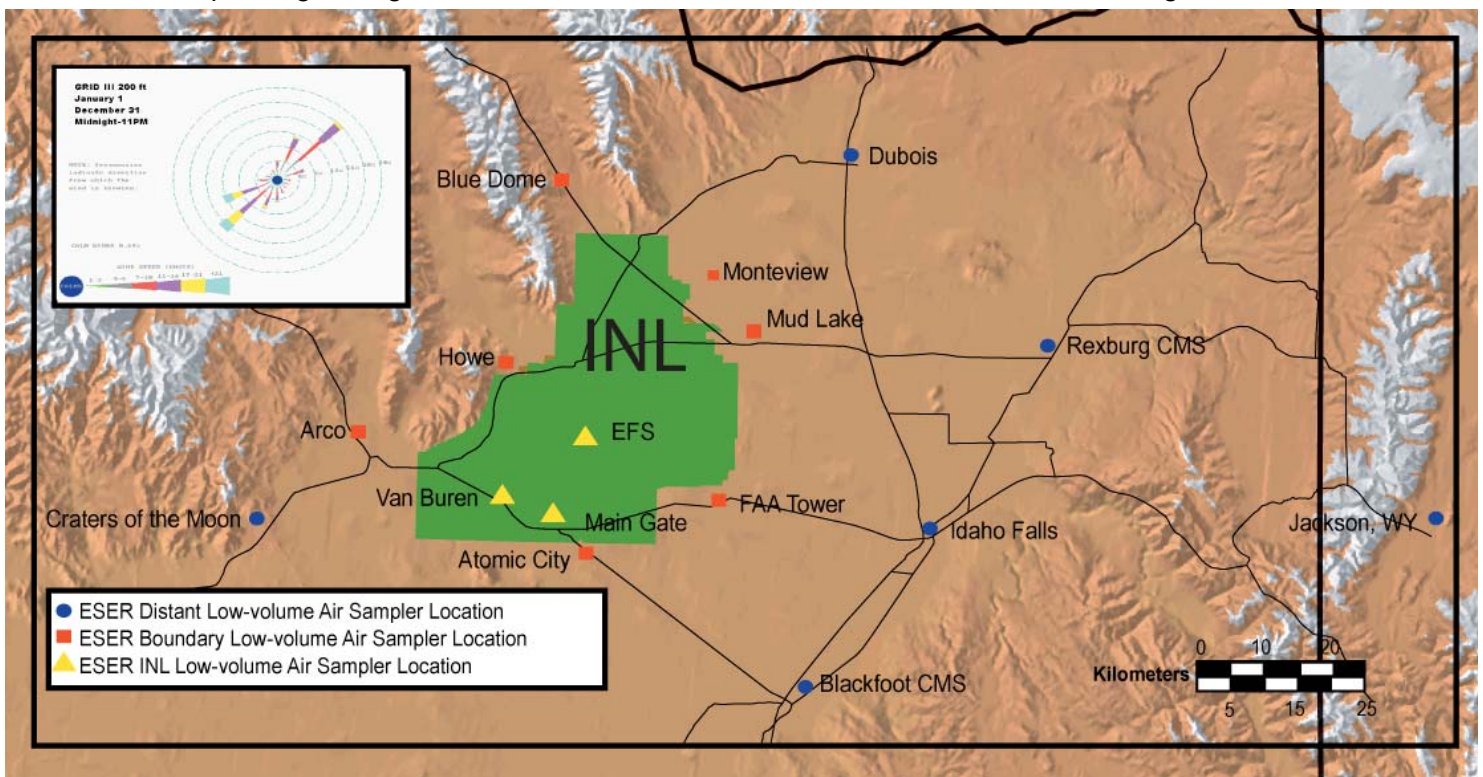 GRID III 200 ft
January 1
December 31
Midnight-11PM
WIND SPEED (KNOTS)
Dubois
Blue Dome
Monteview
INL
Mud Lake
Howe
Rexburg CMS
Arco
EFS
Van Buren
FAA Tower
Craters of the Moon
Main Gate
Idaho Falls
Jackson, WY
Atomic City
ESER Distant Low-volume Air Sampler Location
ESER Boundary Low-volume Air Sampler Location
ESER INL Low-volume Air Sampler Location
0 10 20
Kilometers
5 15 25
Blackfoot CMS